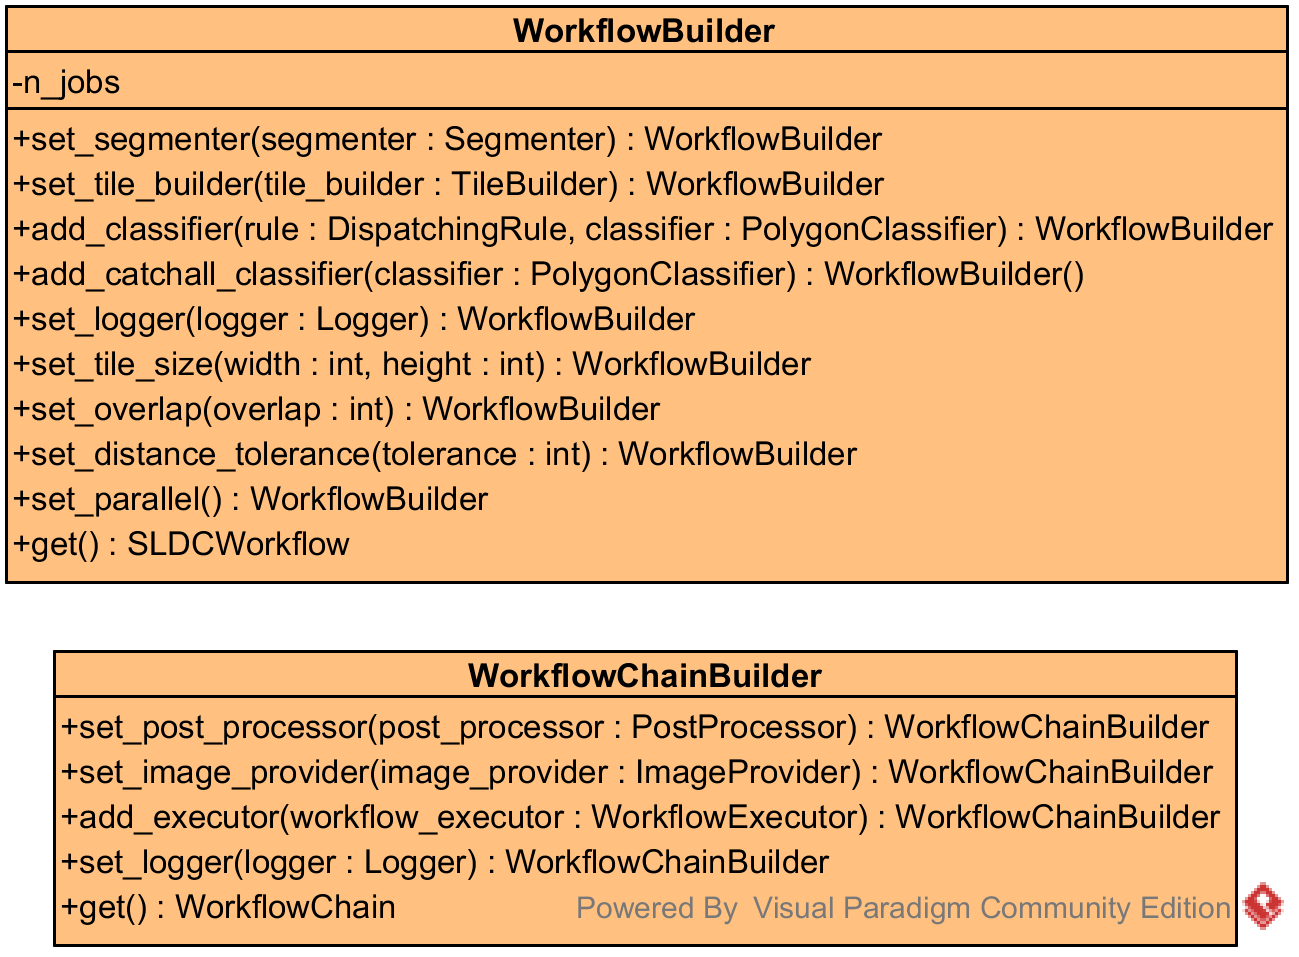 WorkflowBuilder
-n_jobs
+set_segmenter(segmenter : Segmenter) : WorkflowBuilder
+set_tile_builder(tile_builder : TileBuilder) : WorkflowBuilder
+add_classifier(rule : DispatchingRule, classifier : PolygonClassifier) : WorkflowBuilder
+add_catchall_classifier(classifier : PolygonClassifier) : WorkflowBuilder()
+set_logger(logger : Logger) : WorkflowBuilder
+set_tile_size(width : int, height : int) : WorkflowBuilder
+set_overlap(overlap : int) : WorkflowBuilder
+set_distance_tolerance(tolerance : int) : WorkflowBuilder
+set_parallel() : WorkflowBuilder
+get() : SLDCWorkflow
WorkflowChainBuilder
+set_post_processor(post_processor : PostProcessor) : WorkflowChainBuilder
+set_image_provider(image_provider : ImageProvider) : WorkflowChainBuilder
+add_executor(workflow_executor : WorkflowExecutor) : WorkflowChainBuilder
+set_logger(logger : Logger) : WorkflowChainBuilder
+get() : WorkflowChain
Powered By Visual Paradigm Community Edition